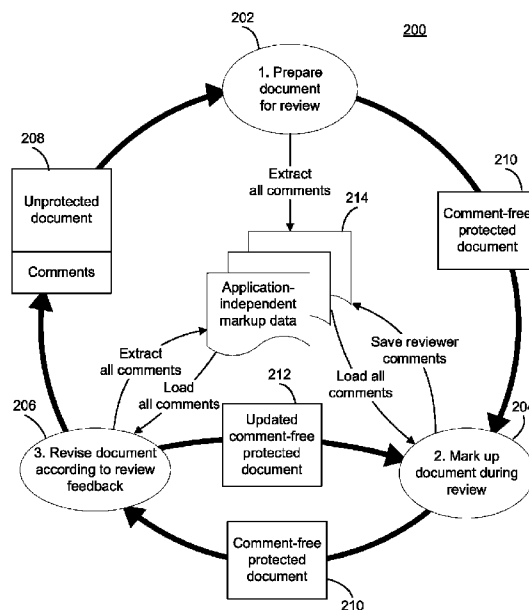 200
202
1. Prepare
document
for review
208
Unprotected
document
Comments
210
Comment-free
protected
document
Extract
all comments
214
Application-
independent
markup data
Extract
all comments
Load
all comments
Save reviewer
comments
Load all
comments
212
Updated
comment-free
protected
document
206
3. Revise document
according to review
feedback
204
2. Mark up
document during
review
Comment-free
protected
document
210